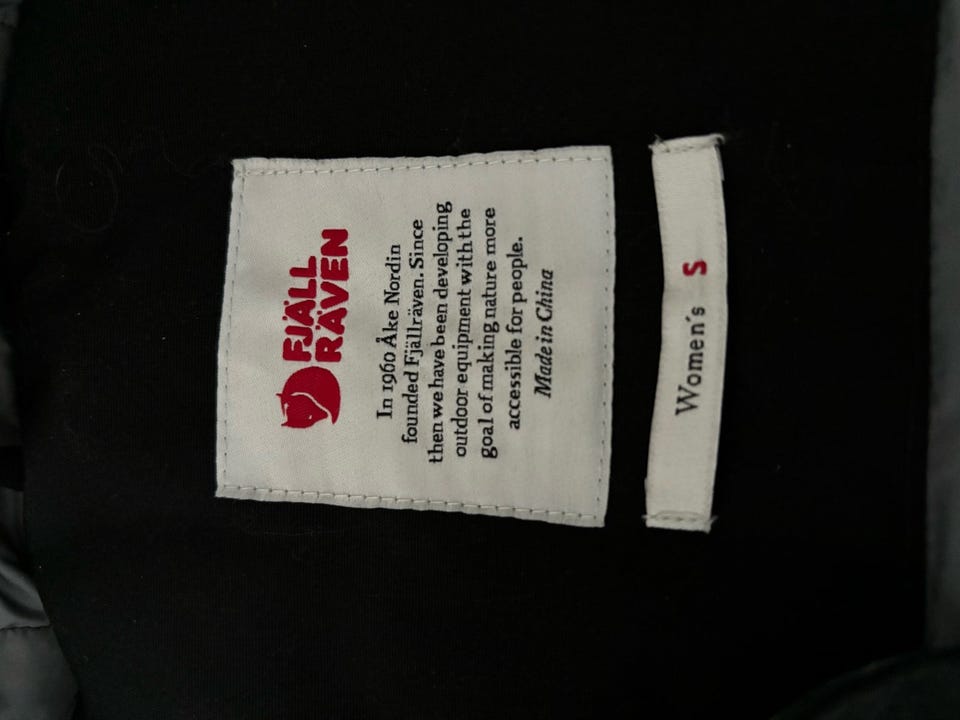 FJÄLL
RÄVEN
In 1960 Åke Nordin
founded Fjällräven. Since
then we have been developing
outdoor equipment with the
goal of making nature more
accessible for people.
Made in China
Women´s S